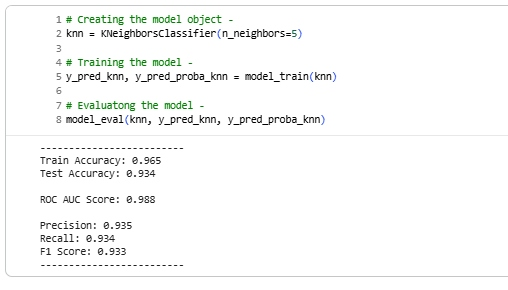 1 # Creating the model object -
2 knn = KNeighborsClassifier(n_neighbors=5)
3
4 # Training the model -
5 y_pred_knn, y_pred_proba_knn = model_train(knn)
6
7 # Evaluatong the model -
8 model_eval(knn, y_pred_knn, y_pred_proba_knn)
------------------------
Train Accuracy: 0.965
Test Accuracy: 0.934
ROC AUC Score: 0.988
Precision: 0.935
Recall: 0.934
F1 Score: 0.933
------------------------